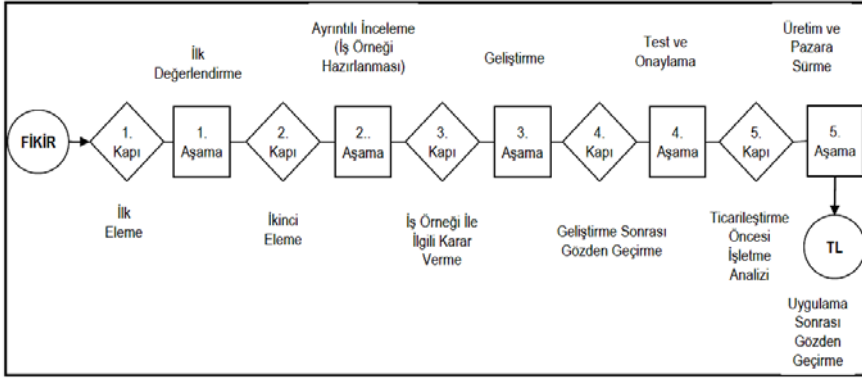 İlk
Değerlendirme
Ayrıntılı İnceleme
(İş Örneği
Hazırlanması)
Geliştirme
Test ve
Onaylama
Üretim ve
Pazara
Sürme
FİKİR
1.
Kapı
1.
Aşama
2.
Kapı
2..
Aşama
3.
Kapı
3.
Aşama
4.
Kapı
4.
Aşama
5.
Kapı
5.
Aşama
İlk
Eleme
İkinci
Eleme
İş Örneği İle
İlgili Karar
Verme
Geliştirme Sonrası
Gözden Geçirme
Ticarileştirme
Öncesi
İşletme
Analizi
TL
Uygulama
Sonrası
Gözden
Geçirme